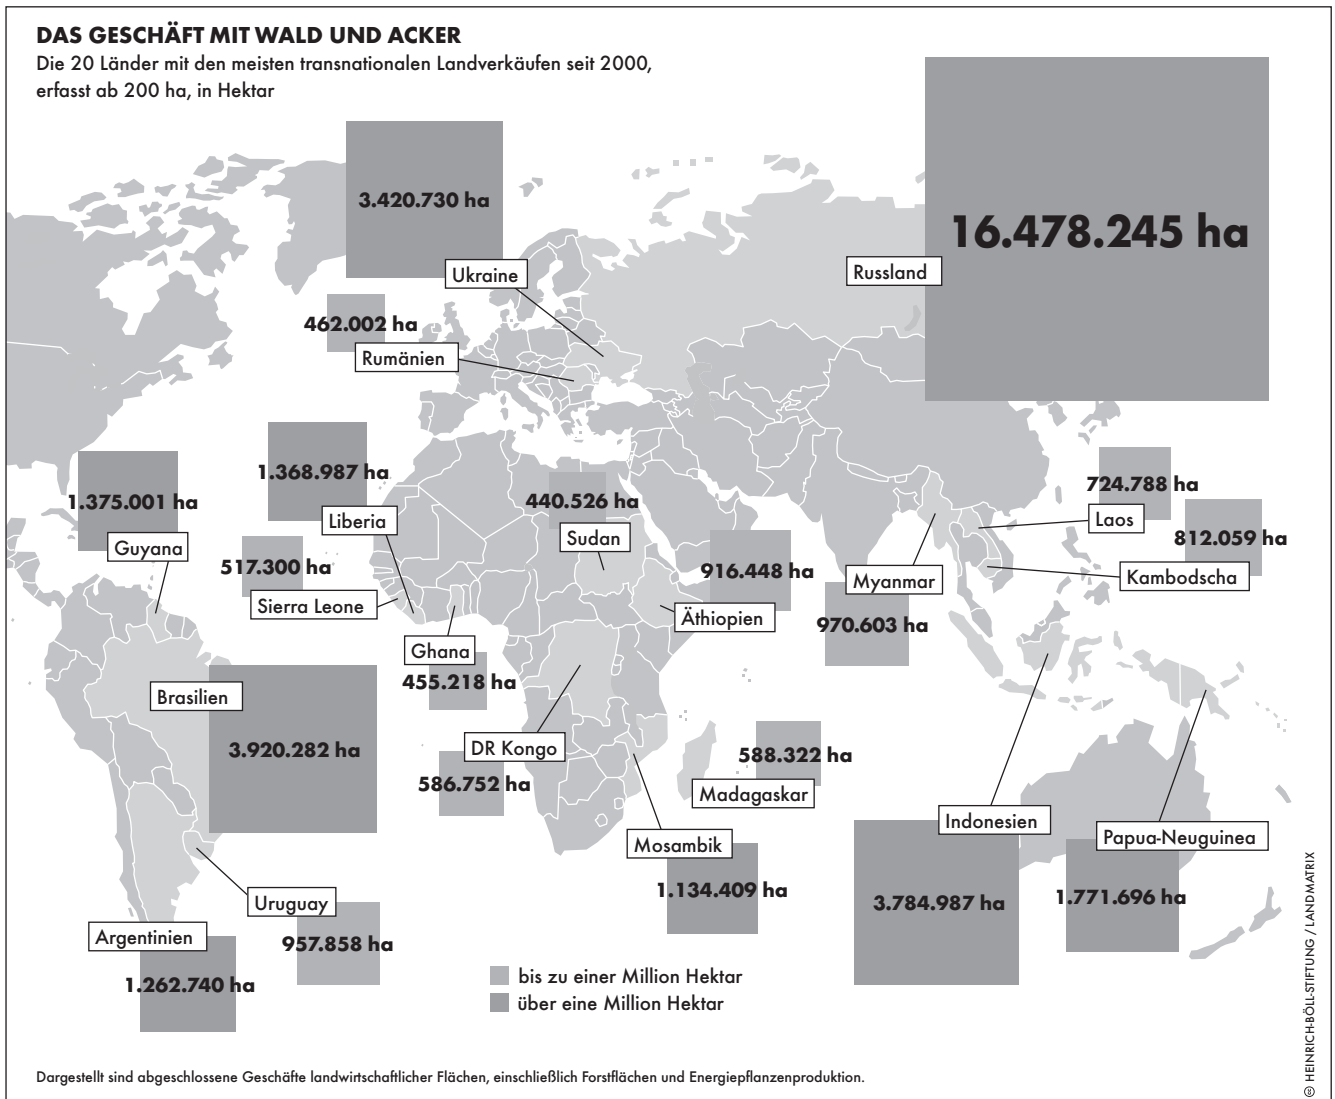 DAS GESCHÄFT MIT WALD UND ACKER
Die 20 Länder mit den meisten transnationalen Landverkäufen seit 2000,
erfasst ab 200 ha, in Hektar
3.420.730 ha
Ukraine
16.478.245 ha
Russland
462.002 ha
Rumänien
1.375.001 ha
Guyana
1.368.987 ha
Liberia
517.300 ha
Sierra Leone
440.526 ha
Sudan
916.448 ha
Äthiopien
724.788 ha
Laos
812.059 ha
Kambodscha
Myanmar
970.603 ha
Ghana
455.218 ha
Brasilien
3.920.282 ha
DR Kongo
586.752 ha
588.322 ha
Madagaskar
Mosambik
1.134.409 ha
Indonesien
3.784.987 ha
Papua-Neuguinea
1.771.696 ha
Uruguay
957.858 ha
Argentinien
1.262.740 ha
bis zu einer Million Hektar
über eine Million Hektar
Dargestellt sind abgeschlossene Geschäfte landwirtschaftlicher Flächen, einschließlich Forstflächen und Energiepflanzenproduktion.
© HEINRICH-BÖLL-STIFTUNG / LANDMATRIX